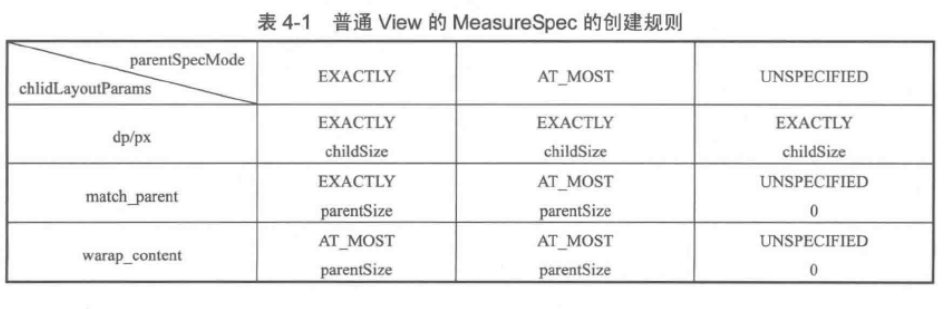 表 4-1 普通 View 的 MeasureSpec 的创建规则
parentSpecMode
chlidLayoutParams
EXACTLY
AT_MOST
UNSPECIFIED
dp/px
EXACTLY
childSize
EXACTLY
childSize
EXACTLY
childSize
match_parent
EXACTLY
parentSize
AT_MOST
parentSize
UNSPECIFIED
0
warap_content
AT_MOST
parentSize
AT_MOST
parentSize
UNSPECIFIED
0